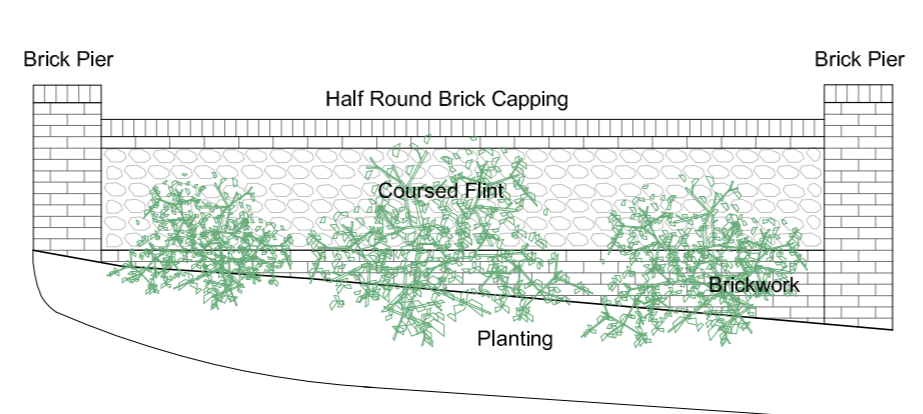 Brick Pier
Brick Pier
Half Round Brick Capping
Coursed Flint
Brickwork
Planting